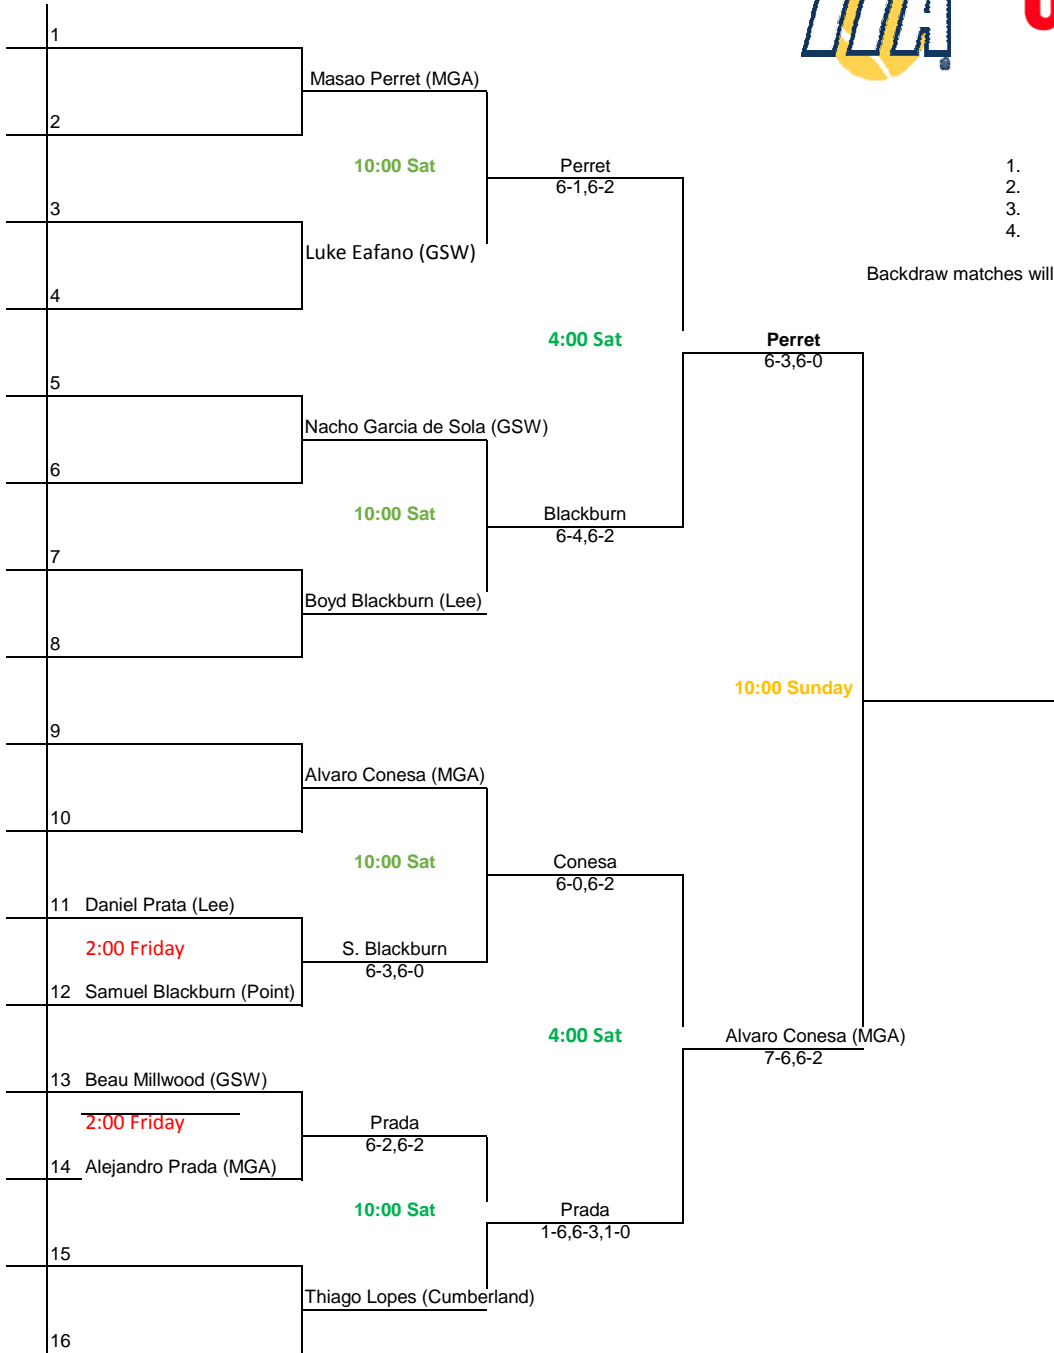 ITA
1
Masao Perret (MGA)
2
10:00 Sat
Perret
6-1,6-2
1.
2.
3.
4.
3
Luke Eafano (GSW)
4
Backdraw matches will
4:00 Sat
Perret
6-3,6-0
5
Nacho Garcia de Sola (GSW)
6
10:00 Sat
Blackburn
6-4,6-2
7
Boyd Blackburn (Lee)
8
10:00 Sunday
9
Alvaro Conesa (MGA)
10
10:00 Sat
Conesa
6-0,6-2
11 Daniel Prata (Lee)
2:00 Friday
S. Blackburn
6-3,6-0
12 Samuel Blackburn (Point)
4:00 Sat
Alvaro Conesa (MGA)
7-6,6-2
13 Beau Millwood (GSW)
2:00 Friday
Prada
6-2,6-2
14 Alejandro Prada (MGA)
10:00 Sat
Prada
1-6,6-3,1-0
15
Thiago Lopes (Cumberland)
16